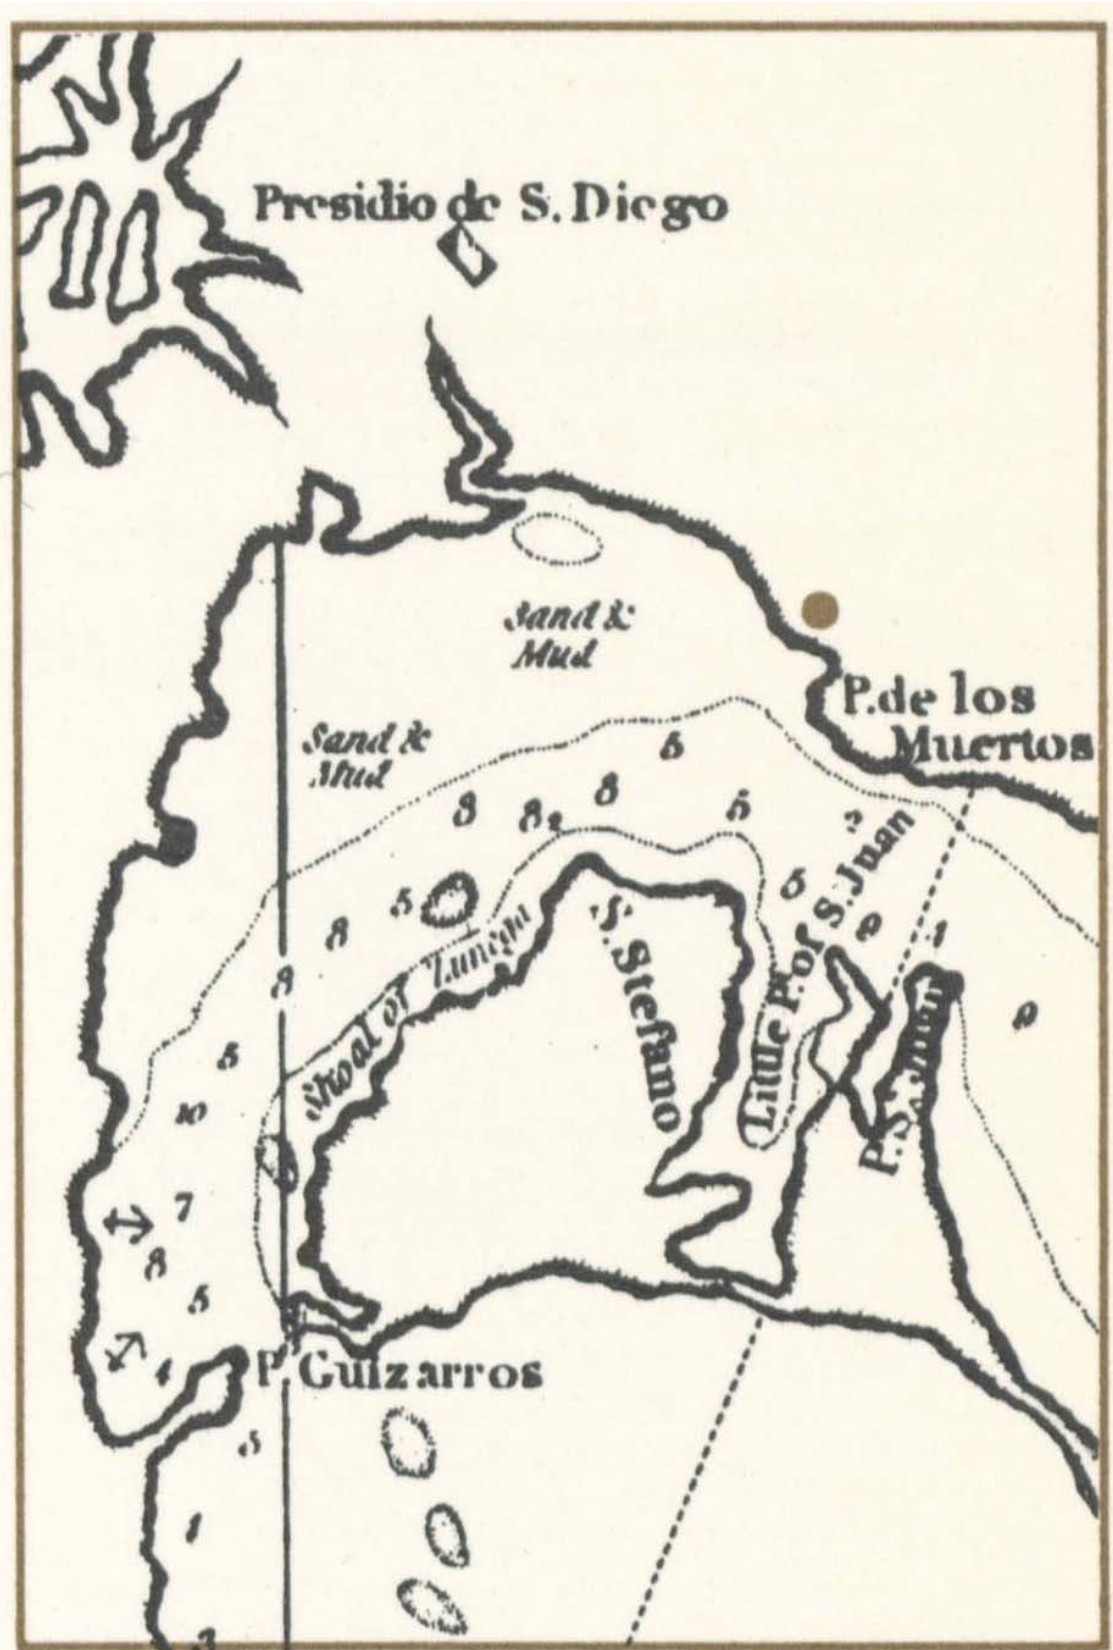 Presidio de S. Diego
Sand &
Mud
P. de los
Muertos
Sand &
Mud
5
8
8
8
5
5
8
8
5
10
7
8
5
4
1
Shoal of Zuniga
S. Stefano
Little P. of S. Juan
P. S. Juan
P. Guizarros